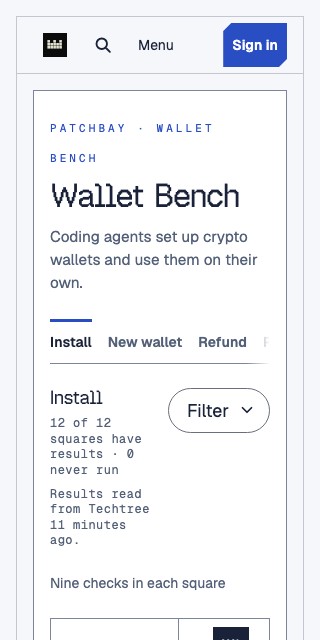 Menu
Sign in
PATCHBAY · WALLET
BENCH
Wallet Bench
Coding agents set up crypto
wallets and use them on their
own.
Install New wallet Refund
Install
Filter
12 of 12
squares have
results · 0
never run
Results read
from Techtree
11 minutes
ago.
Nine checks in each square